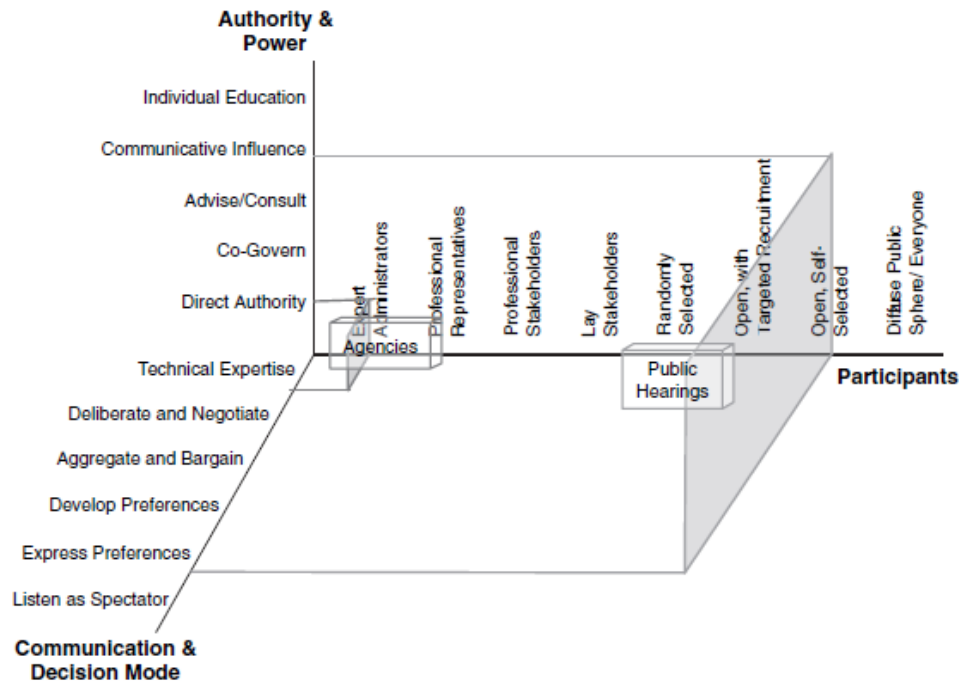 Authority &
Power
Individual Education
Communicative Influence
Advise/Consult
Co-Govern
Direct Authority
Expert
Administrators
Professional
Representatives
Professional
Stakeholders
Lay
Stakeholders
Randomly
Selected
Open, with
Targeted Recruitment
Open, Self-
Selected
Diffuse Public
Sphere/ Everyone
Agencies
Public
Hearings
Participants
Technical Expertise
Deliberate and Negotiate
Aggregate and Bargain
Develop Preferences
Express Preferences
Listen as Spectator
Communication &
Decision Mode